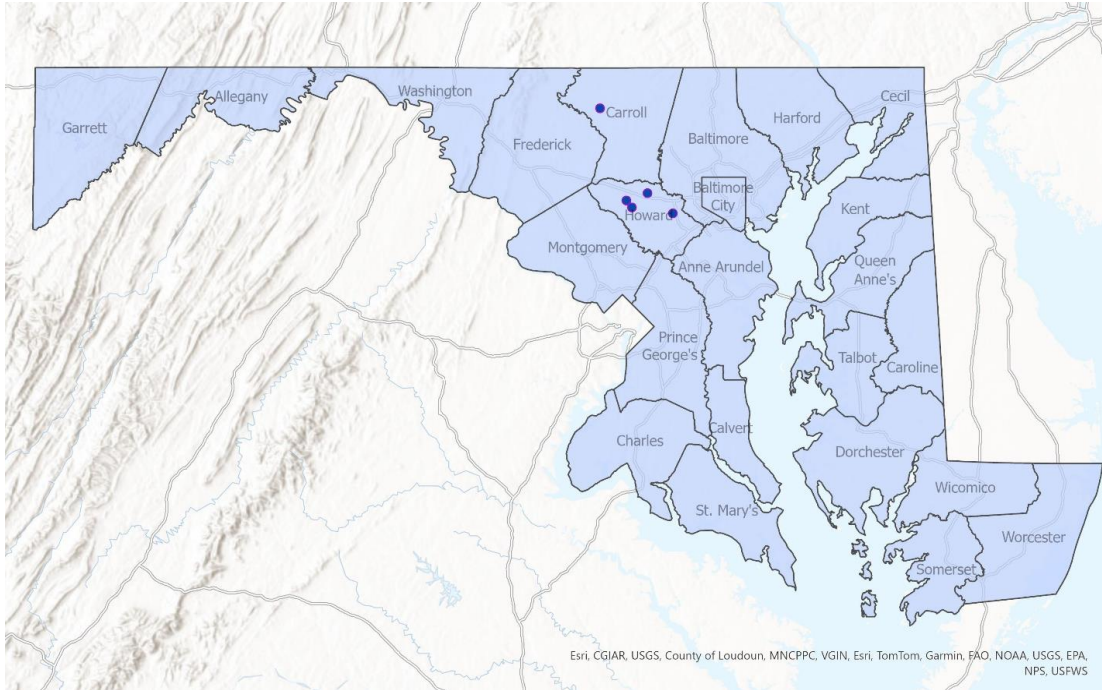 Garrett
Allegany
Washington
Frederick
Carroll
Baltimore
Harford
Cecil
Baltimore
City
Howard
Kent
Montgomery
Anne Arundel
Queen
Anne's
Prince
George's
Talbot
Caroline
Charles
Calvert
Dorchester
St. Mary's
Wicomico
Worcester
Somerset
Esri, CGIAR, USGS, County of Loudoun, MNCPPC, VGIN, Esri, TomTom, Garmin, FAO, NOAA, USGS, EPA,
NPS, USFWS